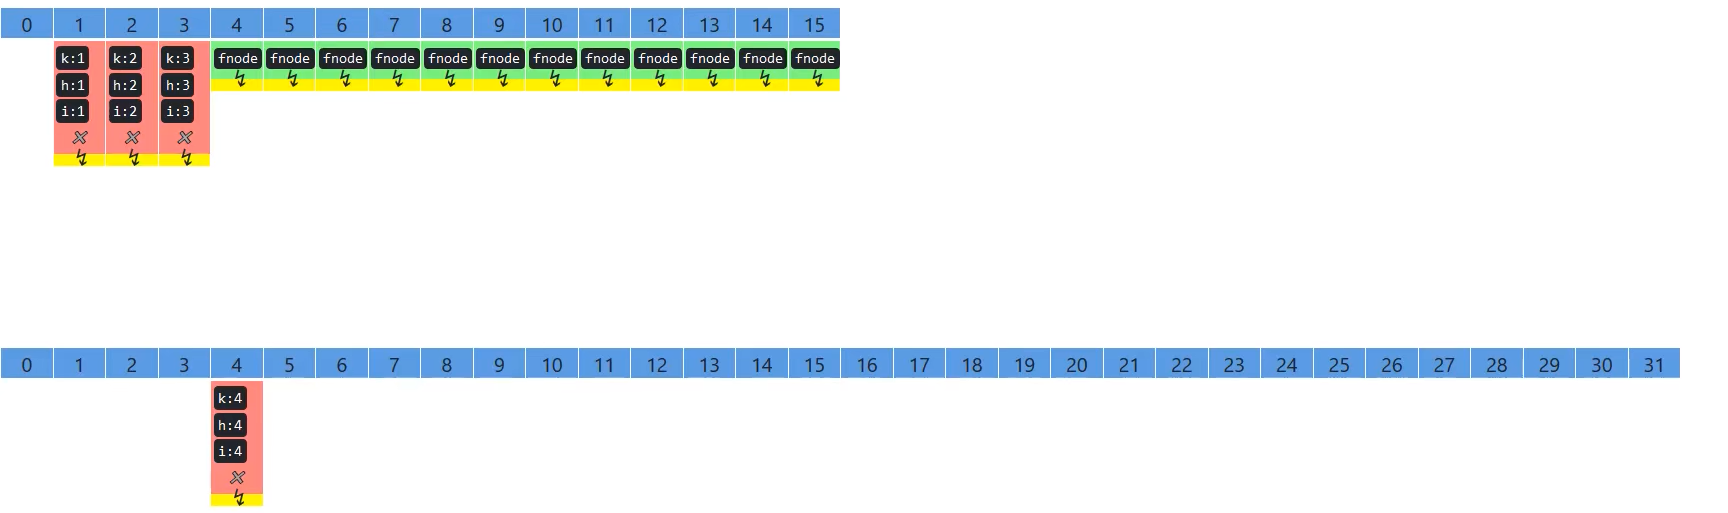 0 1 2 3 4 5 6 7 8 9 10 11 12 13 14 15
k:1 k:2 k:3 fnode fnode fnode fnode fnode fnode fnode fnode fnode fnode fnode fnode
h:1 h:2 h:3
i:1 i:2 i:3
0 1 2 3 4 5 6 7 8 9 10 11 12 13 14 15 16 17 18 19 20 21 22 23 24 25 26 27 28 29 30 31
k:4
h:4
i:4